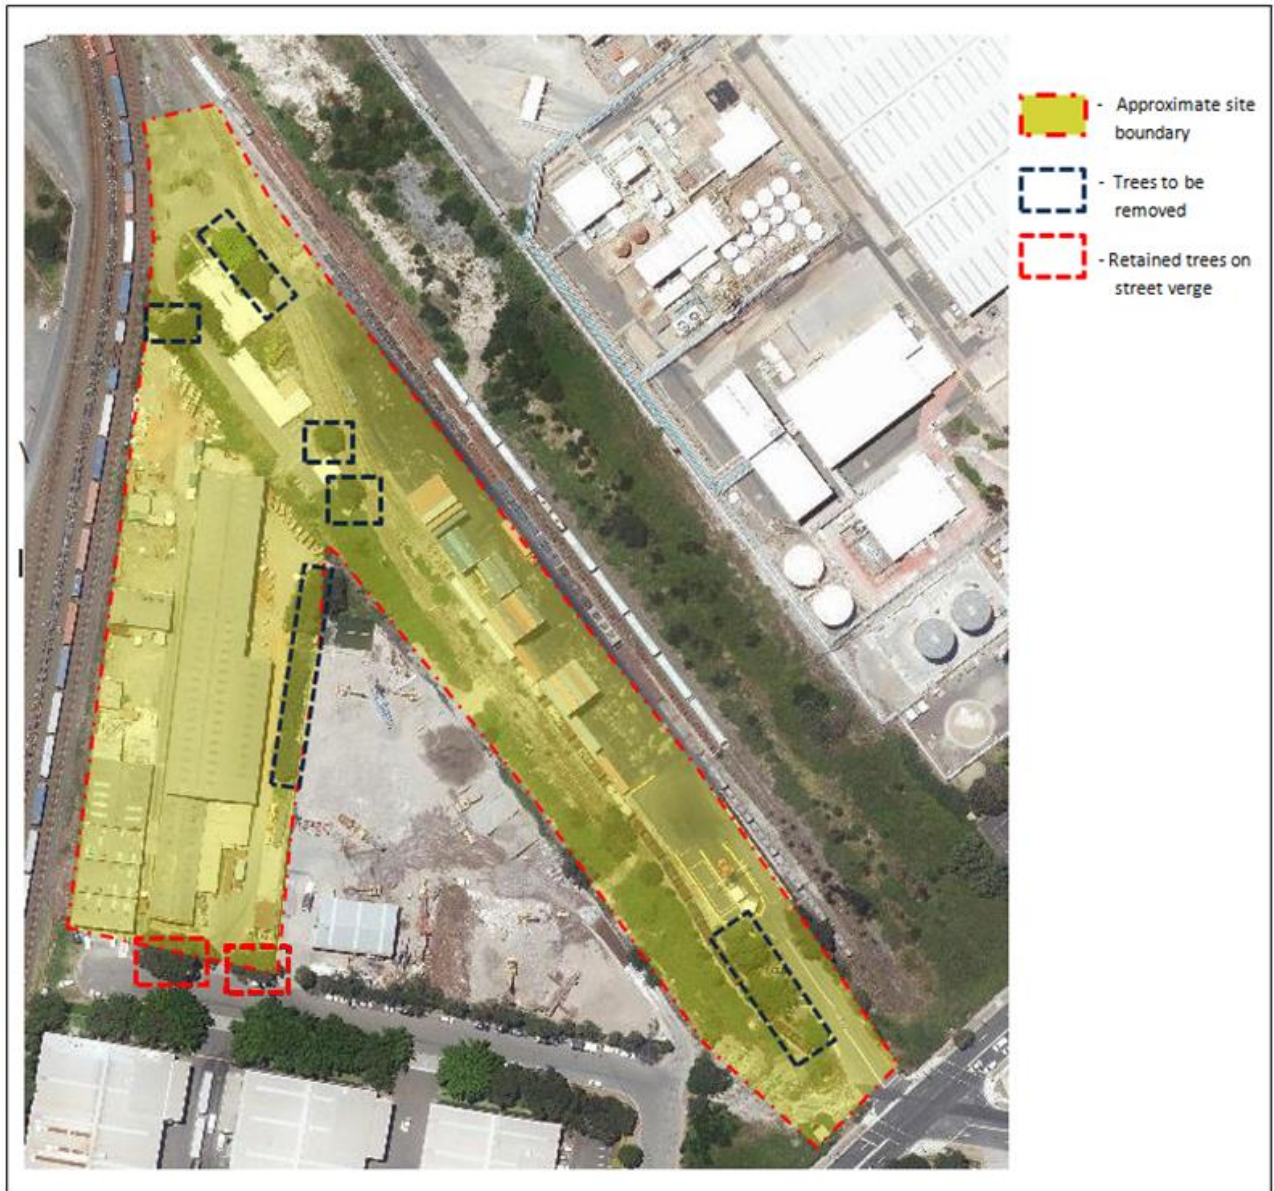 - Approximate site
boundary
- Trees to be
removed
- Retained trees on
street verge